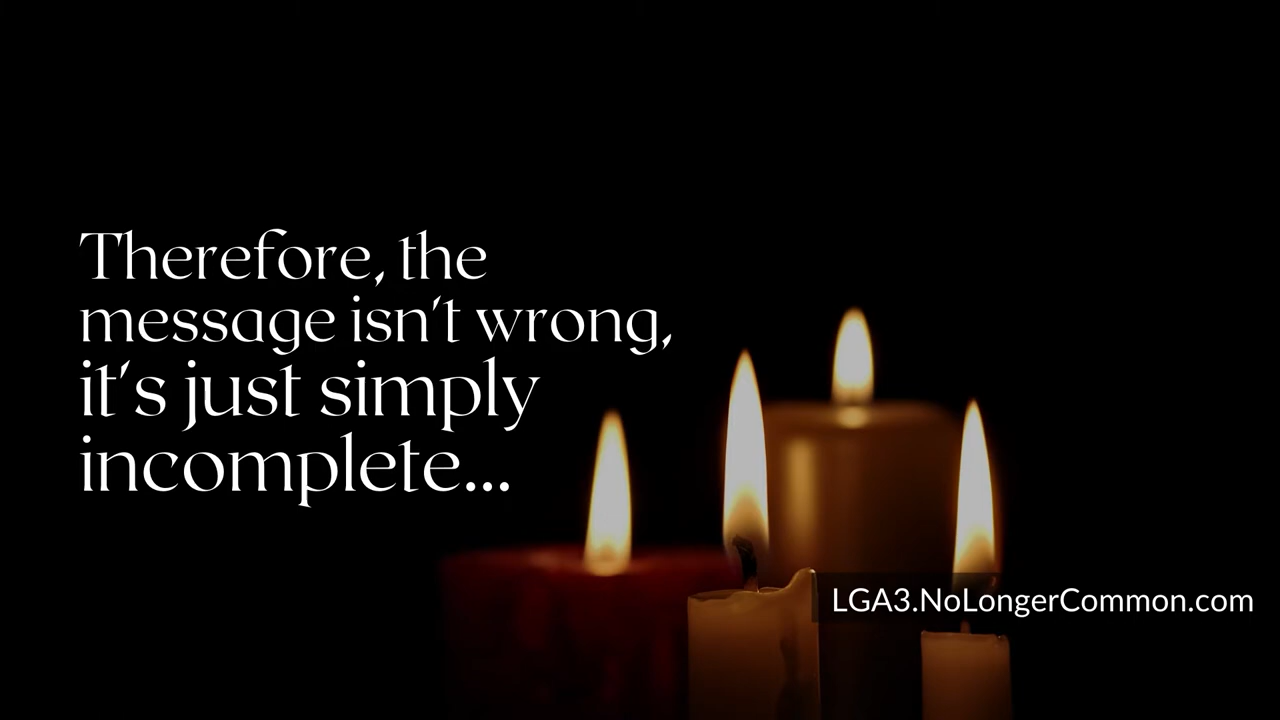 Therefore, the
message isn't wrong,
it's just simply
incomplete...
LGA3.NoLongerCommon.com